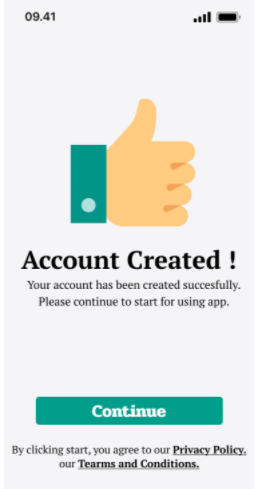 09.41
Account Created !
Your account has been created succesfully.
Please continue to start for using app.
Continue
By clicking start, you agree to our Privacy Policy.
our Tearms and Conditions.